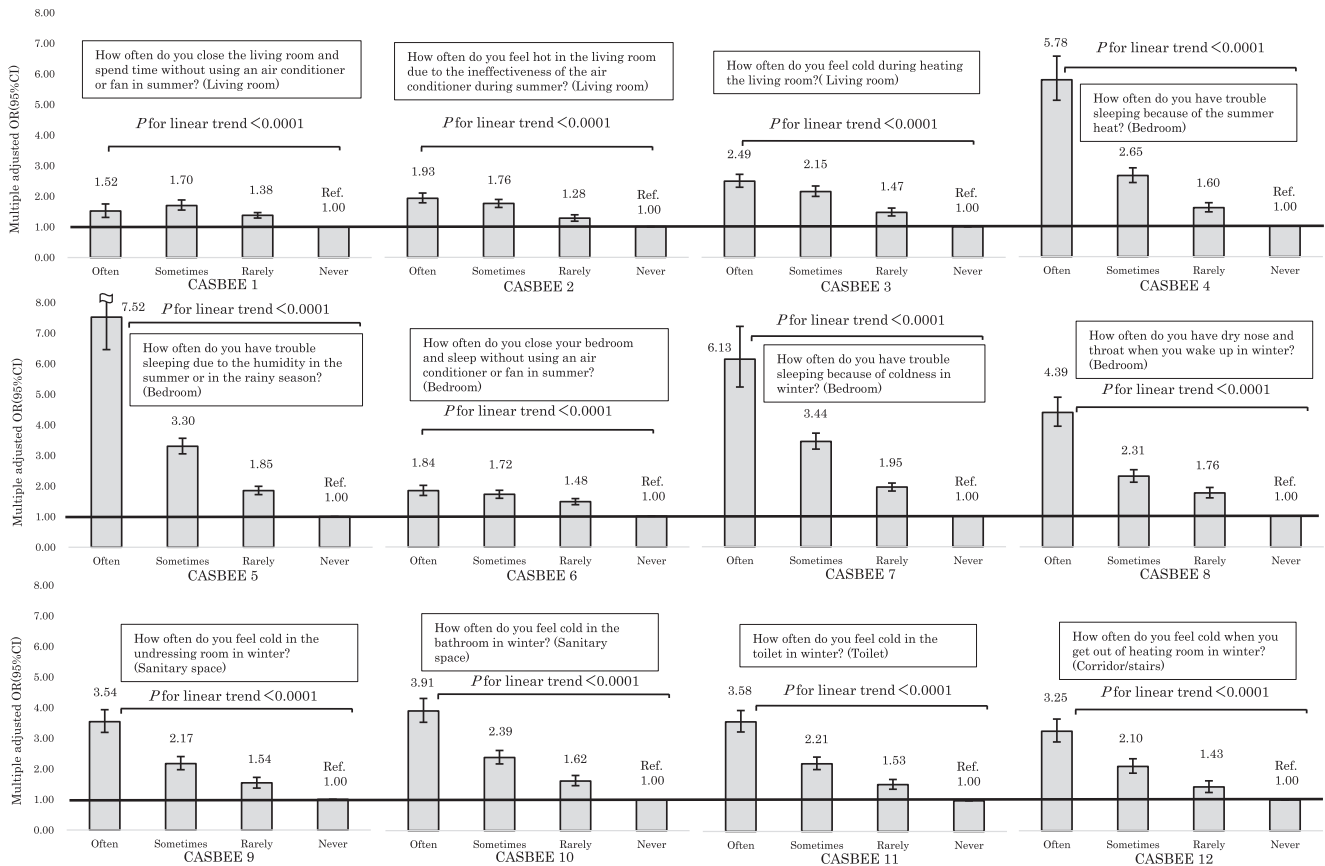 Multiple adjusted OR(95%CI)
8.00
7.00
6.00
5.00
4.00
3.00
2.00
1.00
0.00
How often do you close the living room and
spend time without using an air conditioner
or fan in summer? (Living room)
P for linear trend <0.0001
1.52
1.70
1.38
Ref.
1.00
Often
Sometimes
Rarely
Never
CASBEE 1
How often do you feel hot in the living room
due to the ineffectiveness of the air
conditioner during summer? (Living room)
P for linear trend <0.0001
1.93
1.76
1.28
Ref.
1.00
Often
Sometimes
Rarely
Never
CASBEE 2
How often do you feel cold during heating
the living room?( Living room)
P for linear trend <0.0001
2.49
2.15
1.47
Ref.
1.00
Often
Sometimes
Rarely
Never
CASBEE 3
5.78
P for linear trend <0.0001
How often do you have trouble
sleeping because of the summer
heat? (Bedroom)
2.65
1.60
Ref.
1.00
Often
Sometimes
Rarely
Never
CASBEE 4
Multiple adjusted OR(95%CI)
8.00
7.00
6.00
5.00
4.00
3.00
2.00
1.00
0.00
7.52
P for linear trend <0.0001
How often do you have trouble
sleeping due to the humidity in the
summer or in the rainy season?
(Bedroom)
3.30
1.85
Ref.
1.00
Often
Sometimes
Rarely
Never
CASBEE 5
How often do you close your bedroom
and sleep without using an air
conditioner or fan in summer?
(Bedroom)
P for linear trend <0.0001
1.84
1.72
1.48
Ref.
1.00
Often
Sometimes
Rarely
Never
CASBEE 6
P for linear trend <0.0001
6.13
How often do you have trouble
sleeping because of coldness in
winter? (Bedroom)
3.44
1.95
Ref.
1.00
Often
Sometimes
Rarely
Never
CASBEE 7
How often do you have dry nose and
throat when you wake up in winter?
(Bedroom)
4.39
P for linear trend <0.0001
2.31
1.76
Ref.
1.00
Often
Sometimes
Rarely
Never
CASBEE 8
Multiple adjusted OR(95%CI)
8.00
7.00
6.00
5.00
4.00
3.00
2.00
1.00
0.00
How often do you feel cold in the
undressing room in winter?
(Sanitary space)
3.54
P for linear trend <0.0001
2.17
1.54
Ref.
1.00
Often
Sometimes
Rarely
Never
CASBEE 9
How often do you feel cold in the
bathroom in winter? (Sanitary
space)
3.91
P for linear trend <0.0001
2.39
1.62
Ref.
1.00
Often
Sometimes
Rarely
Never
CASBEE 10
How often do you feel cold in the
toilet in winter? (Toilet)
3.58
P for linear trend <0.0001
2.21
1.53
Ref.
1.00
Often
Sometimes
Rarely
Never
CASBEE 11
How often do you feel cold when you
get out of heating room in winter?
(Corridor/stairs)
3.25
P for linear trend <0.0001
2.10
1.43
Ref.
1.00
Often
Sometimes
Rarely
Never
CASBEE 12